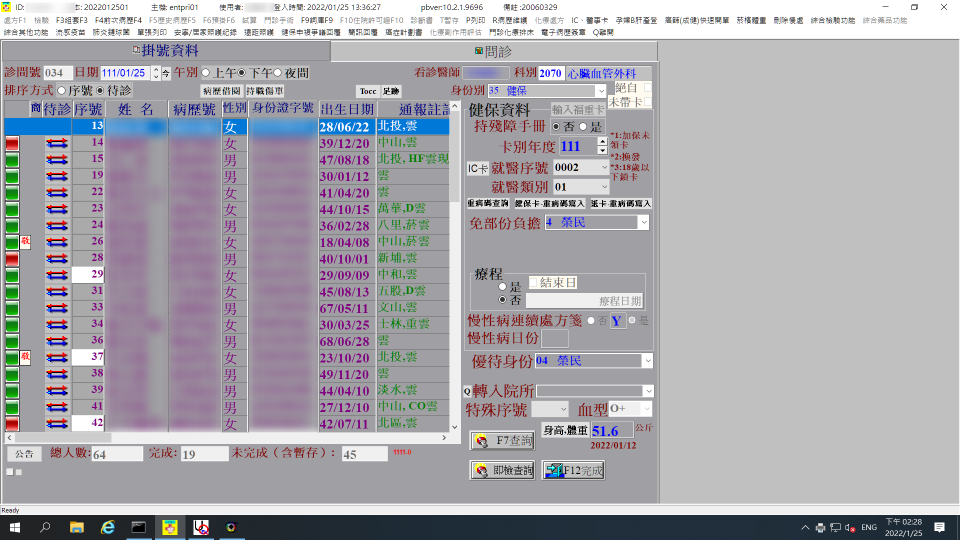 ID:
ID號: 2022012501
主檔: entpri01
使用者:
登入時間: 2022/01/25 13:36:27
pbver:10.2.1.9696
備註:20060329
處方F1 檢驗 F3組套F3 F4前次病歷F4 F5歷史病歷F5 F6預掛F6 試算 門診手術 F9詞庫F9 F10住院許可證F10 診斷書 T暫存 P列印 R病歷維護 化療處方 IC、醫事卡 孕婦B肝產登 癌篩(成健)快速開單 菸檳體重 刪除優處 綜合檢驗功能 綜合藥品功能
綜合其他功能 流感疫苗 肺炎鏈球菌 單張列印 安寧/居家照護紀錄 遠距照護 健保申複爭議回覆 簡訊回覆 癌症計劃書 化療副作用評估 門診化療排床 電子病歷簽章 Q離開
掛號資料
問診
診間號 034 日期 111/01/25 今 午別 上午 下午 夜間
看診醫師 科別 2070 心臟血管外科
排序方式 序號 待診 病歷借閱 持職傷單 Tocc 足跡
身份別 35 健保
絕自
未帶卡
商 待診 序號 姓 名 病歷號 性別 身份證字號 出生日期 通報註記
13 女 28/06/22 北投,雲
14 女 39/12/20 中山,雲
15 男 47/08/18 北投, HF雲現
19 男 30/01/12 雲
22 女 41/04/20 雲
23 女 44/10/15 萬華,D雲
24 男 36/02/28 八里,菸雲
敬 26 女 18/04/08 中山,菸雲
28 男 40/10/01 新埔,雲
29 女 29/09/09 中和,雲
31 女 45/08/13 五股,D雲
33 男 67/05/11 文山,雲
34 女 30/03/25 士林,重雲
36 男 68/06/28 雲
敬 37 女 23/10/20 北投,雲
38 男 49/11/20 雲
39 男 44/04/10 淡水,雲
41 男 27/12/10 中山, CO雲
42 女 42/07/11 北區,雲
健保資料 輸入福重卡
持殘障手冊 否 是
卡別年度 111
*1:加保未領卡
*2:換發
*3:18歲以下鎖卡
IC卡 就醫序號 0002
就醫類別 01
重病碼查詢 健保卡-重病碼寫入 紙卡-重病碼寫入
免部份負擔 4 榮民
療程
是
否
結束日
療程日期
慢性病連續處方箋 否 Y 是
慢性病日份
優待身份 04 榮民
Q 轉入院所
特殊序號 血型 O+
F7查詢 身高.體重 51.6 公斤
2022/01/12
即檢查詢 F12完成
公告 總人數: 64 完成: 19 未完成（含暫存）: 45 1111-0
Ready
ENG
下午 02:28
2022/1/25